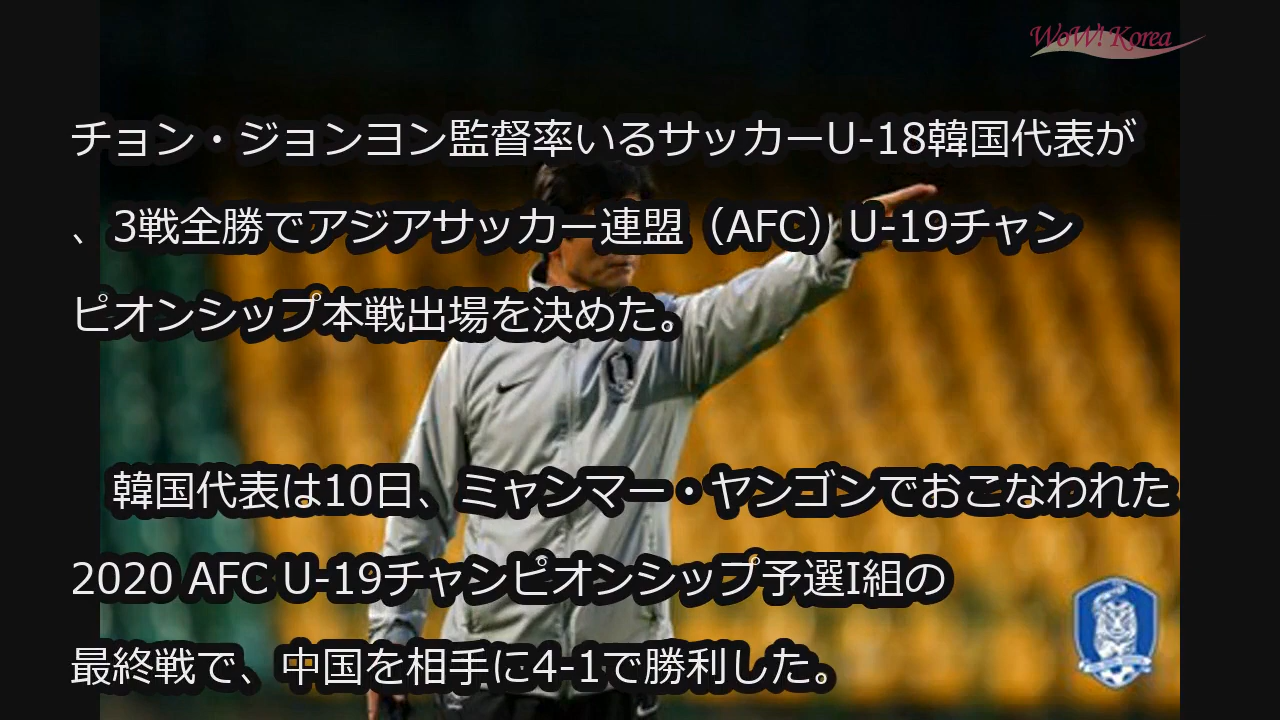 WoW! Korea
チョン・ジョンヨン監督率いるサッカーU-18韓国代表が
、3戦全勝でアジアサッカー連盟（AFC）U-19チャン
ピオンシップ本戦出場を決めた。
韓国代表は10日、ミャンマー・ヤンゴンでおこなわれた
2020 AFC U-19チャンピオンシップ予選I組の
最終戦で、中国を相手に4-1で勝利した。